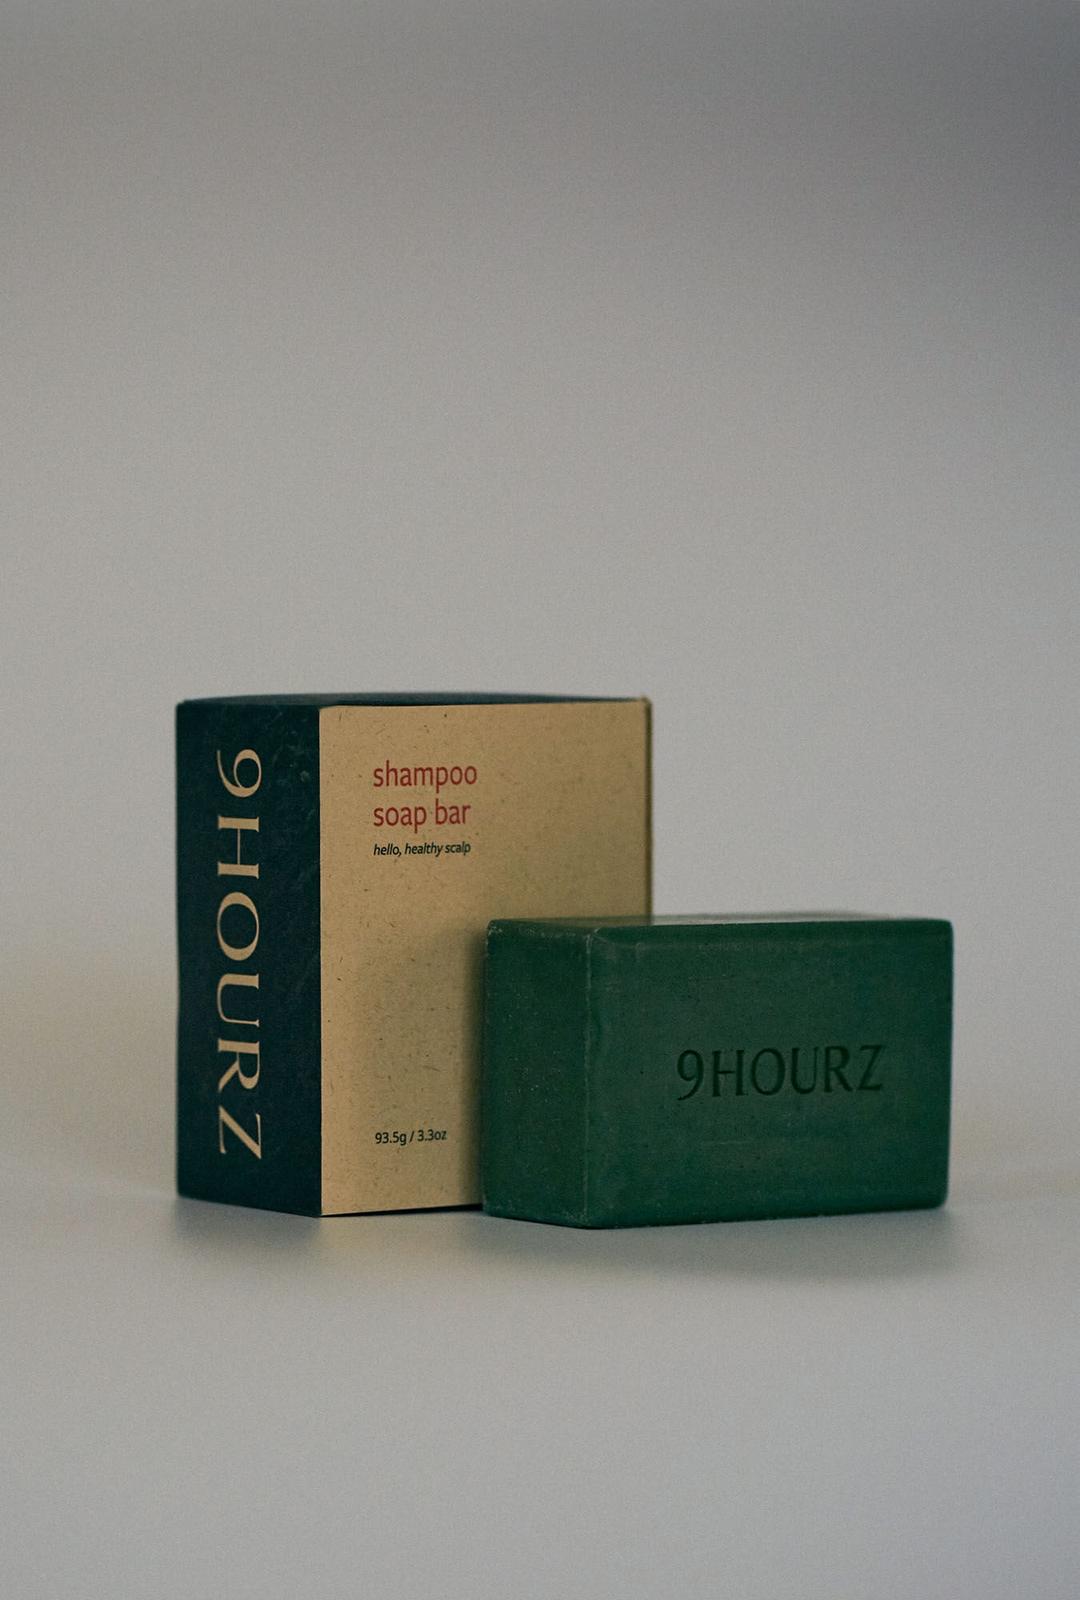 9HOURZ
shampoo
soap bar
hello, healthy scalp
93.5g / 3.3oz
9HOURZ